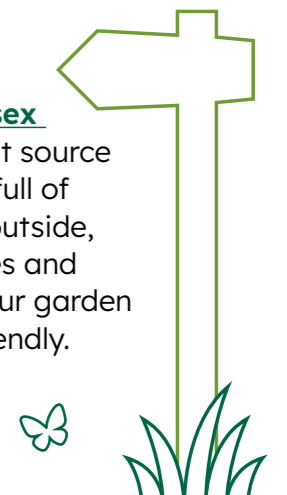 sex
t source
full of
outside,
es and
ur garden
endly.